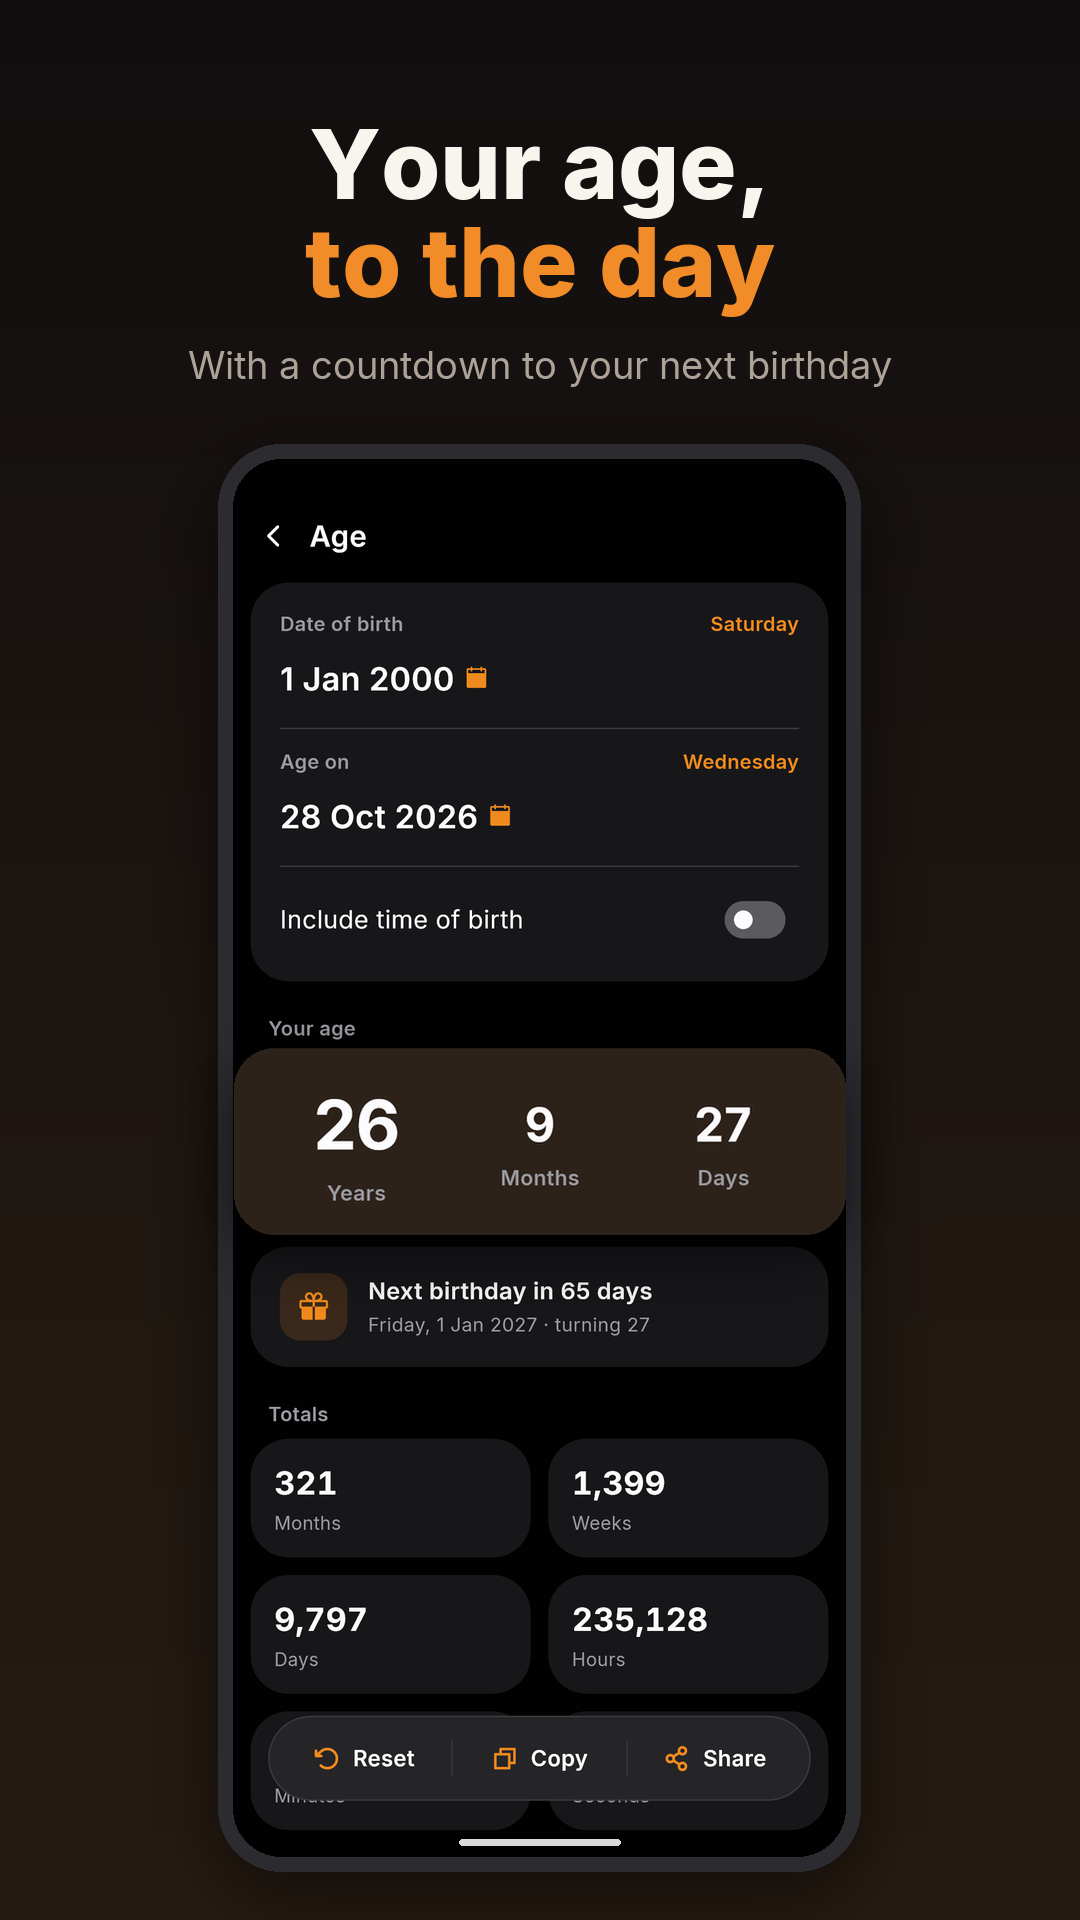 Your age,
to the day
With a countdown to your next birthday
Age
Date of birth
Saturday
1 Jan 2000
Age on
Wednesday
28 Oct 2026
Include time of birth
Your age
26
Years
9
Months
27
Days
Next birthday in 65 days
Friday, 1 Jan 2027 · turning 27
Totals
321
Months
1,399
Weeks
9,797
Days
235,128
Hours
Reset
Copy
Share
Minutes
Seconds